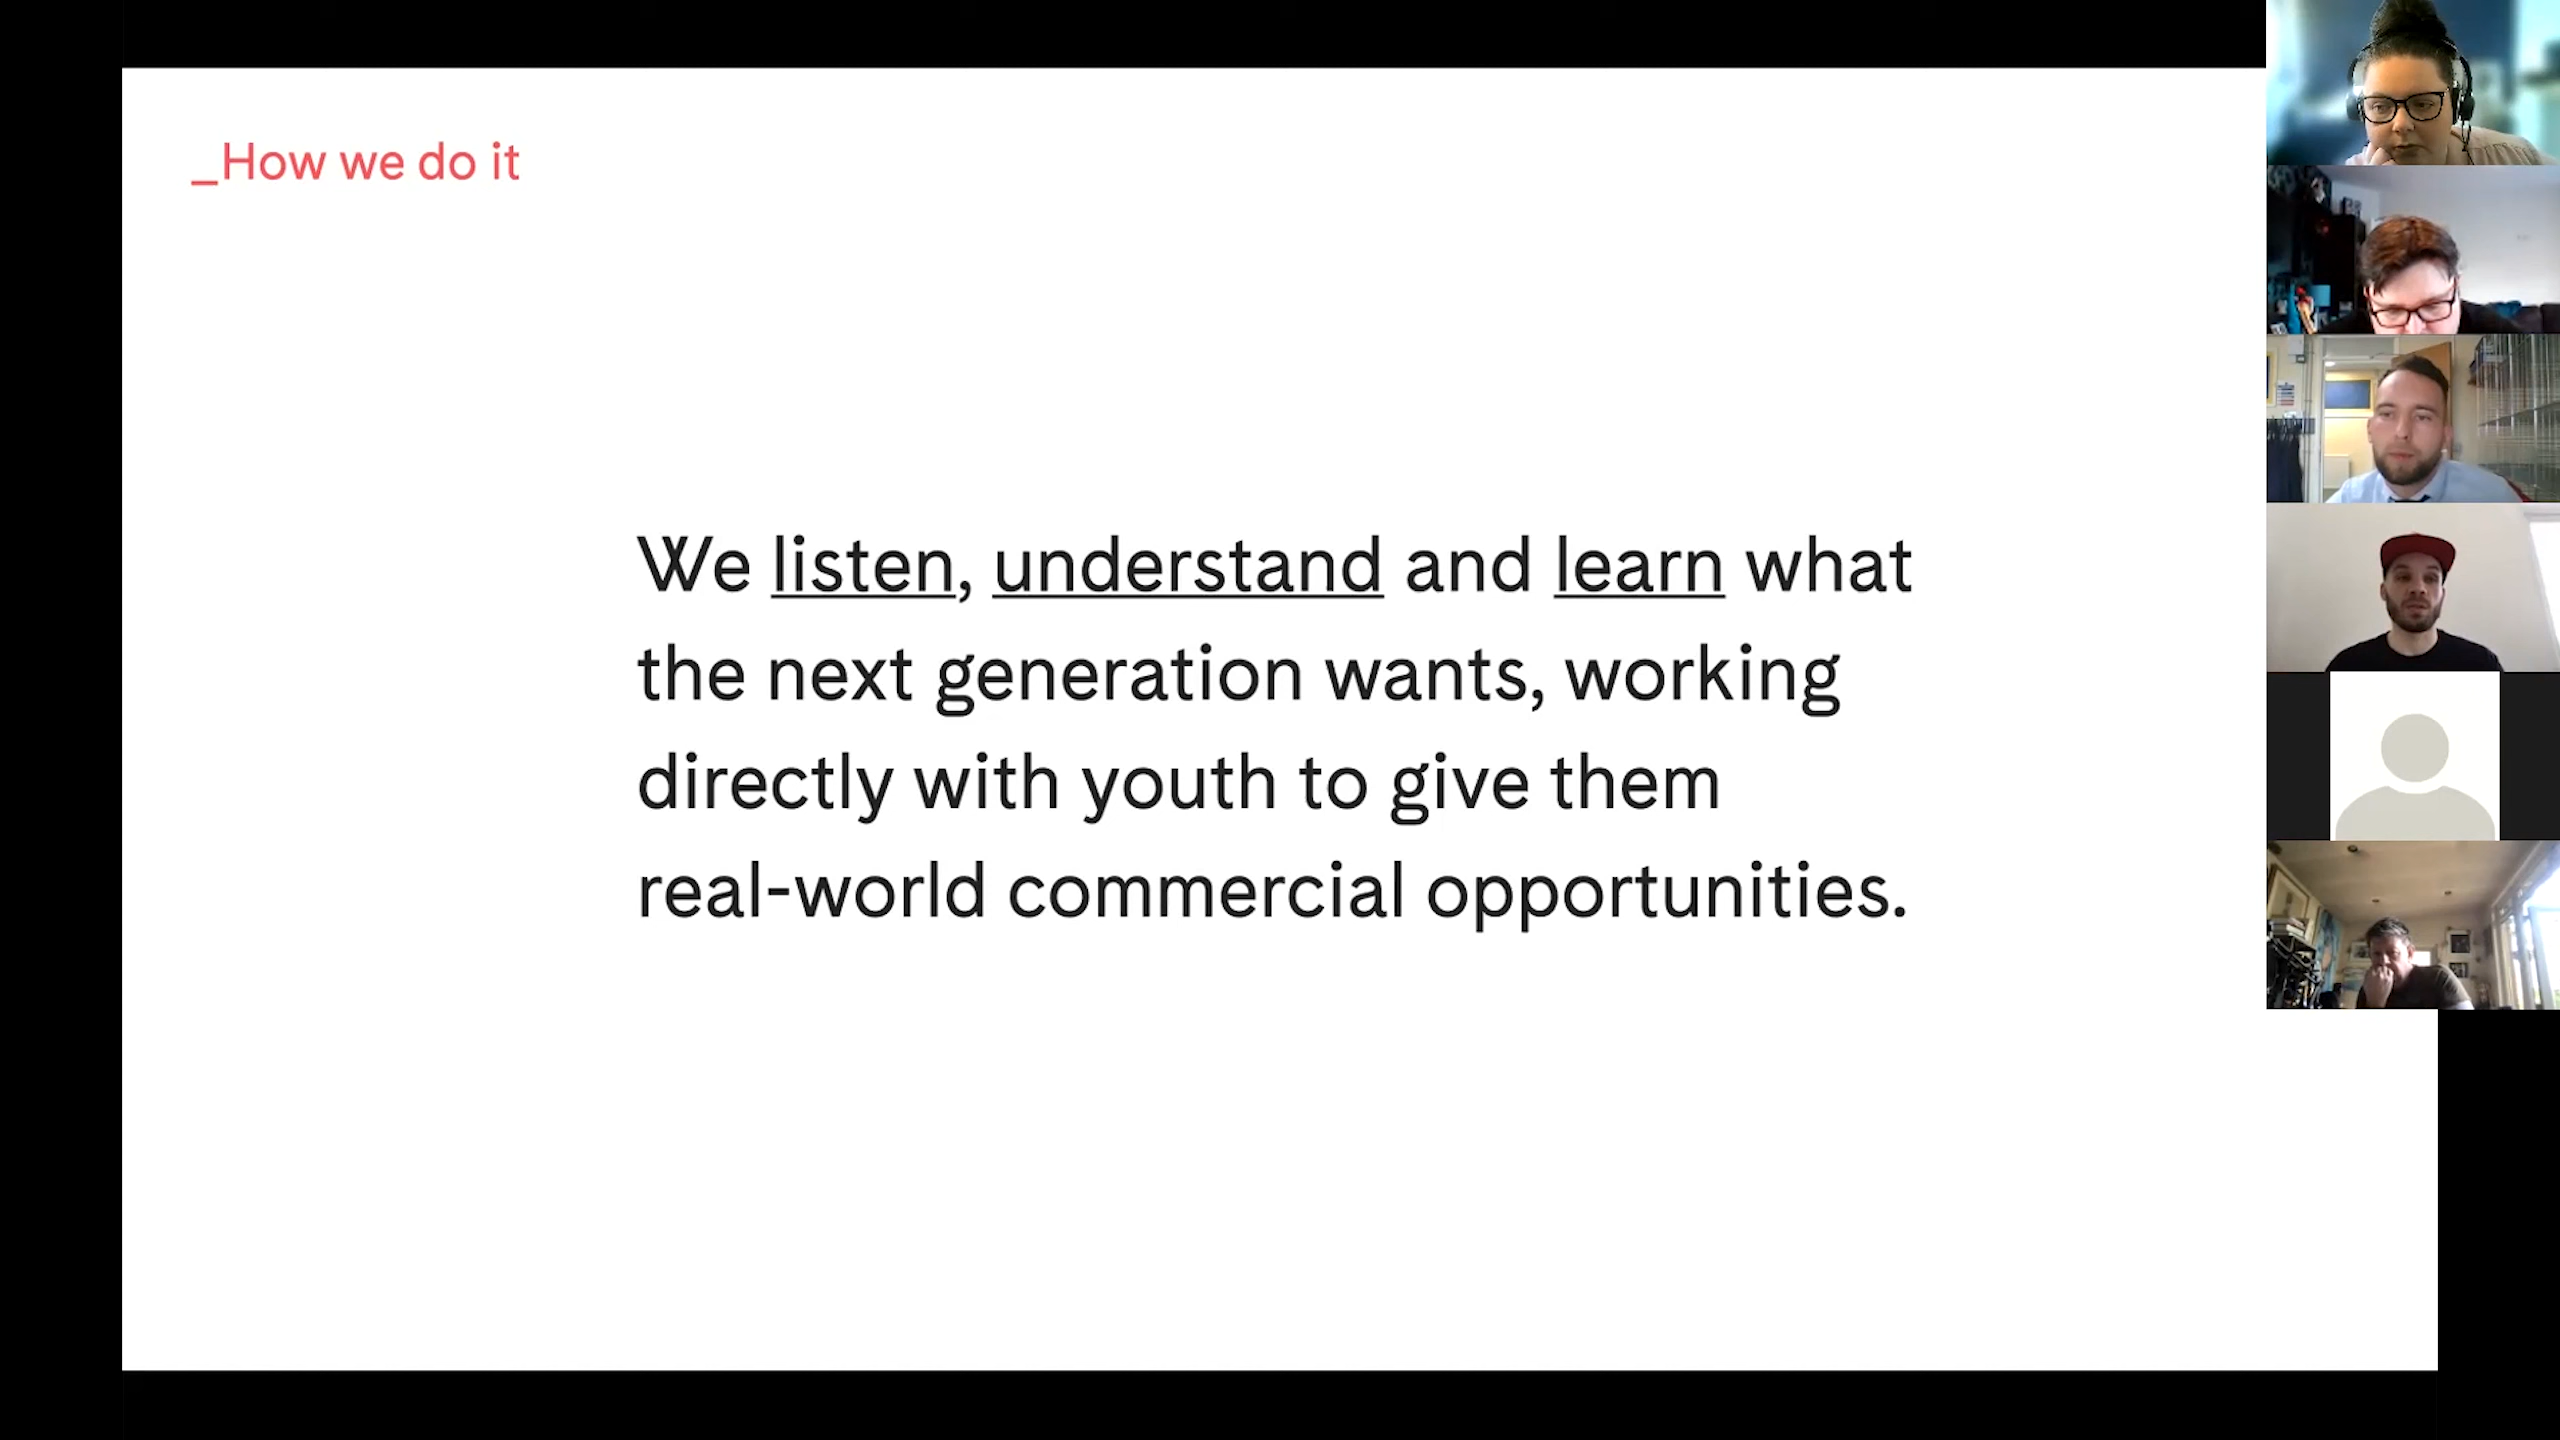 _How we do it
We listen, understand and learn what
the next generation wants, working
directly with youth to give them
real-world commercial opportunities.